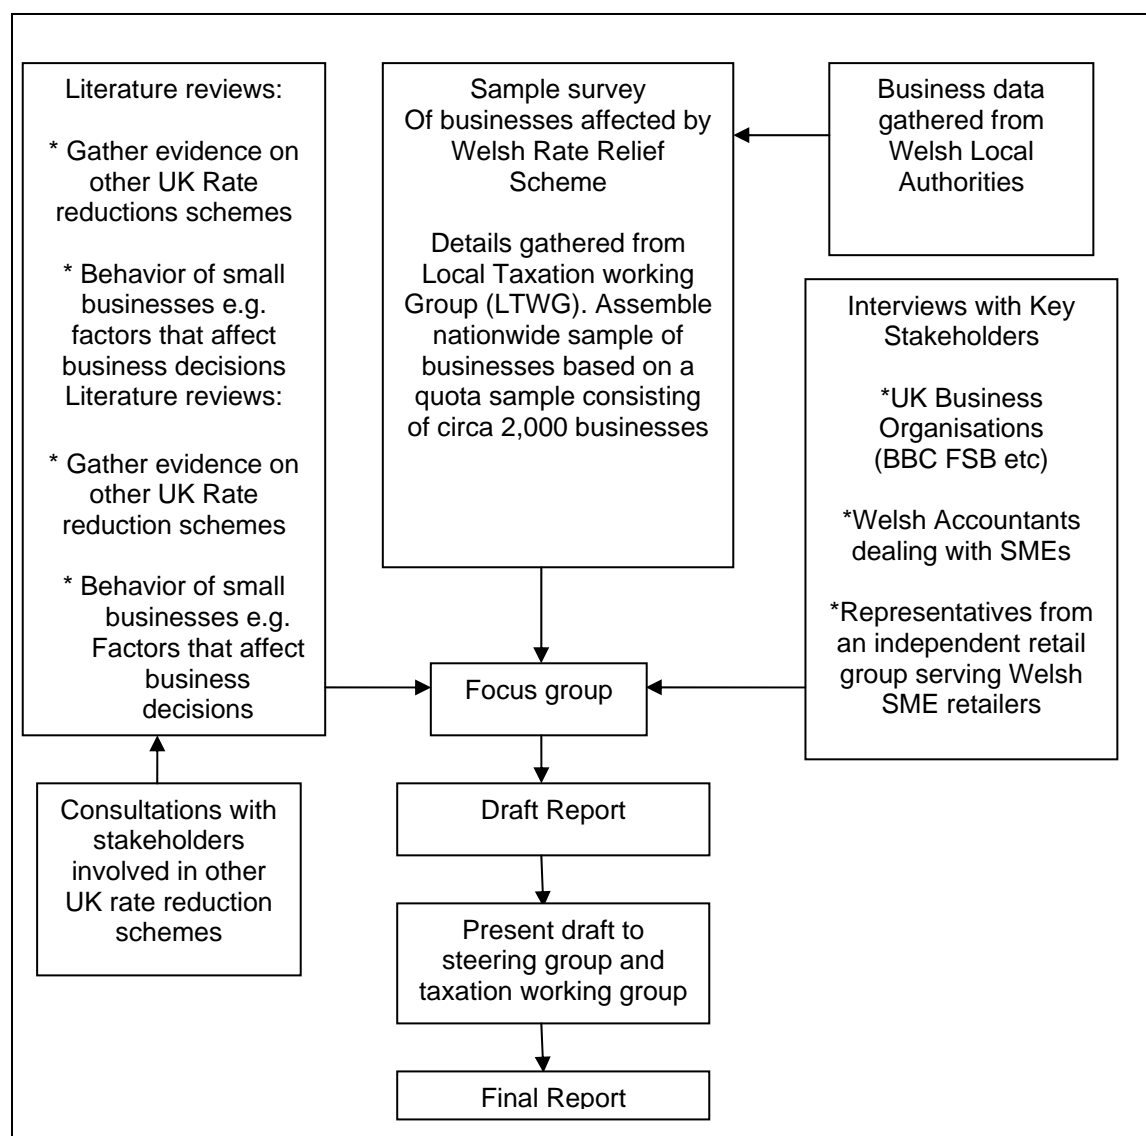 Literature reviews:
* Gather evidence on
other UK Rate
reductions schemes
* Behavior of small
businesses e.g.
factors that affect
business decisions
Literature reviews:
* Gather evidence on
other UK Rate
reduction schemes
* Behavior of small
businesses e.g.
Factors that affect
business
decisions
Sample survey
Of businesses affected by
Welsh Rate Relief
Scheme
Details gathered from
Local Taxation working
Group (LTWG). Assemble
nationwide sample of
businesses based on a
quota sample consisting
of circa 2,000 businesses
Business data
gathered from
Welsh Local
Authorities
Interviews with Key
Stakeholders
*UK Business
Organisations
(BBC FSB etc)
*Welsh Accountants
dealing with SMEs
*Representatives from
an independent retail
group serving Welsh
SME retailers
Focus group
Consultations with
stakeholders
involved in other
UK rate reduction
schemes
Draft Report
Present draft to
steering group and
taxation working group
Final Report